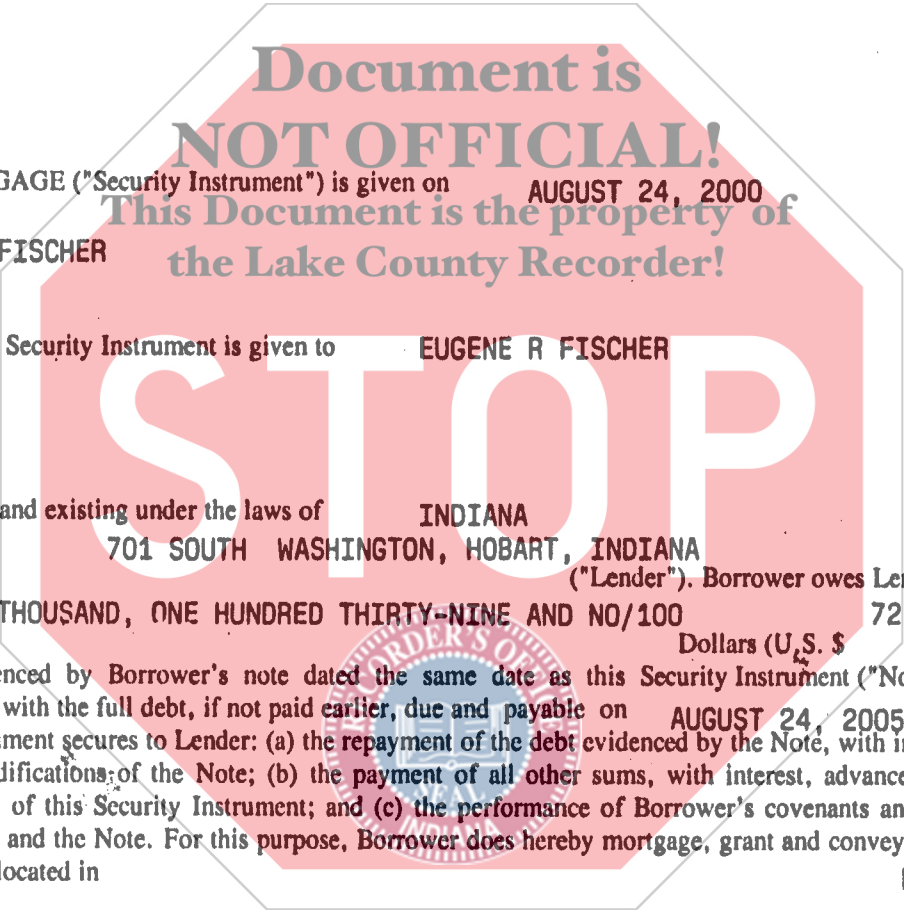 Document is
NOT OFFICIAL!
GAGE ("Security Instrument") is given on AUGUST 24, 2000
This Document is the property of
FISCHER
the Lake County Recorder!
Security Instrument is given to EUGENE R FISCHER
STOP
and existing under the laws of INDIANA
701 SOUTH WASHINGTON, HOBART, INDIANA
("Lender"). Borrower owes Len
THOUSAND, ONE HUNDRED THIRTY-NINE AND NO/100 72
Dollars (U.S. $
enced by Borrower's note dated the same date as this Security Instrument ("No
with the full debt, if not paid earlier, due and payable on AUGUST 24, 2005
ment secures to Lender: (a) the repayment of the debt evidenced by the Note, with in
difications of the Note; (b) the payment of all other sums, with interest, advance
of this Security Instrument; and (c) the performance of Borrower's covenants an
and the Note. For this purpose, Borrower does hereby mortgage, grant and convey
located in
RECORDER'S OFFICE
SEAL